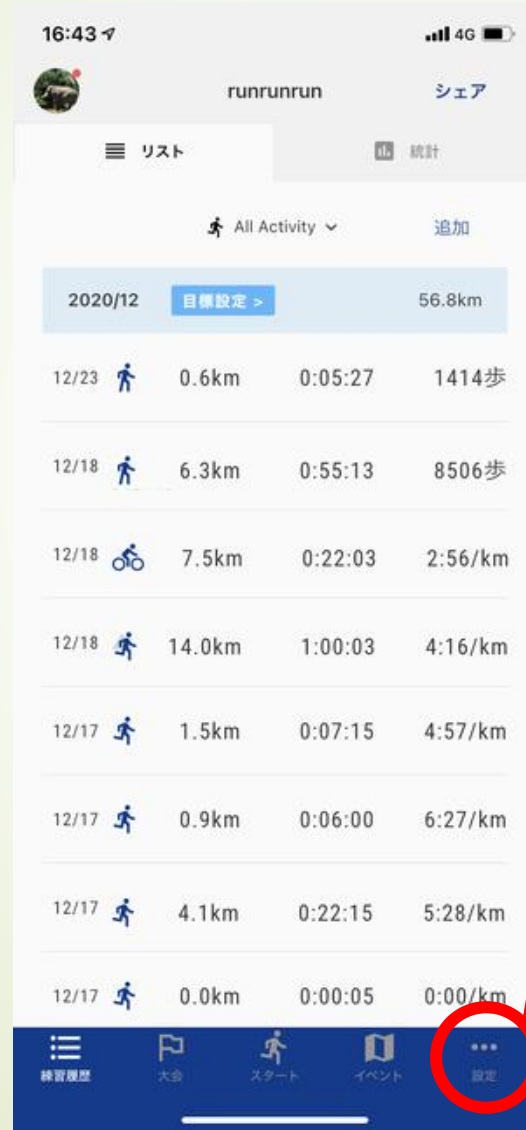 16:43 4G
runrunrun シェア
リスト 統計
All Activity 追加
2020/12 目標設定 > 56.8km
12/23 0.6km 0:05:27 1414歩
12/18 6.3km 0:55:13 8506歩
12/18 7.5km 0:22:03 2:56/km
12/18 14.0km 1:00:03 4:16/km
12/17 1.5km 0:07:15 4:57/km
12/17 0.9km 0:06:00 6:27/km
12/17 4.1km 0:22:15 5:28/km
12/17 0.0km 0:00:05 0:00/km
練習履歴 大会 スタート イベント 設定